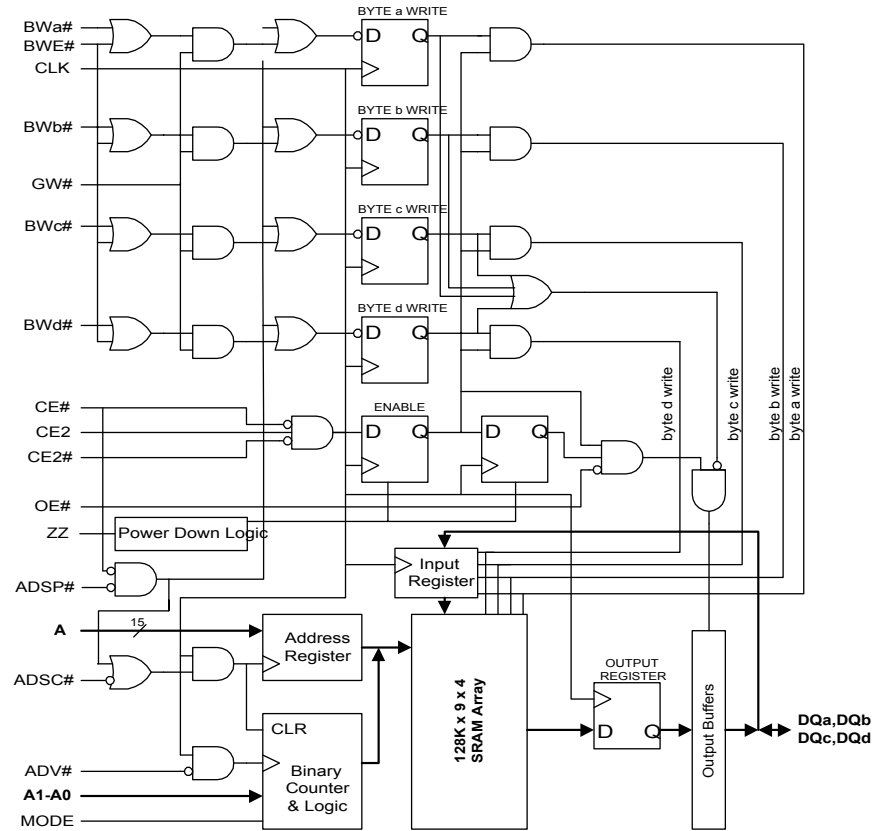 BWa#
BWE#
CLK
BYTE a WRITE
D Q
BWb#
BYTE b WRITE
D Q
GW#
BWc#
BYTE c WRITE
D Q
BWd#
BYTE d WRITE
D Q
byte d write
byte c write
byte b write
byte a write
CE#
CE2
CE2#
ENABLE
D Q
D Q
OE#
ZZ
Power Down Logic
Input
Register
ADSP#
A
15
Address
Register
ADSC#
OUTPUT
REGISTER
D Q
128K x 9 x 4
SRAM Array
Output Buffers
DQa,DQb
DQc,DQd
CLR
Binary
Counter
& Logic
ADV#
A1-A0
MODE